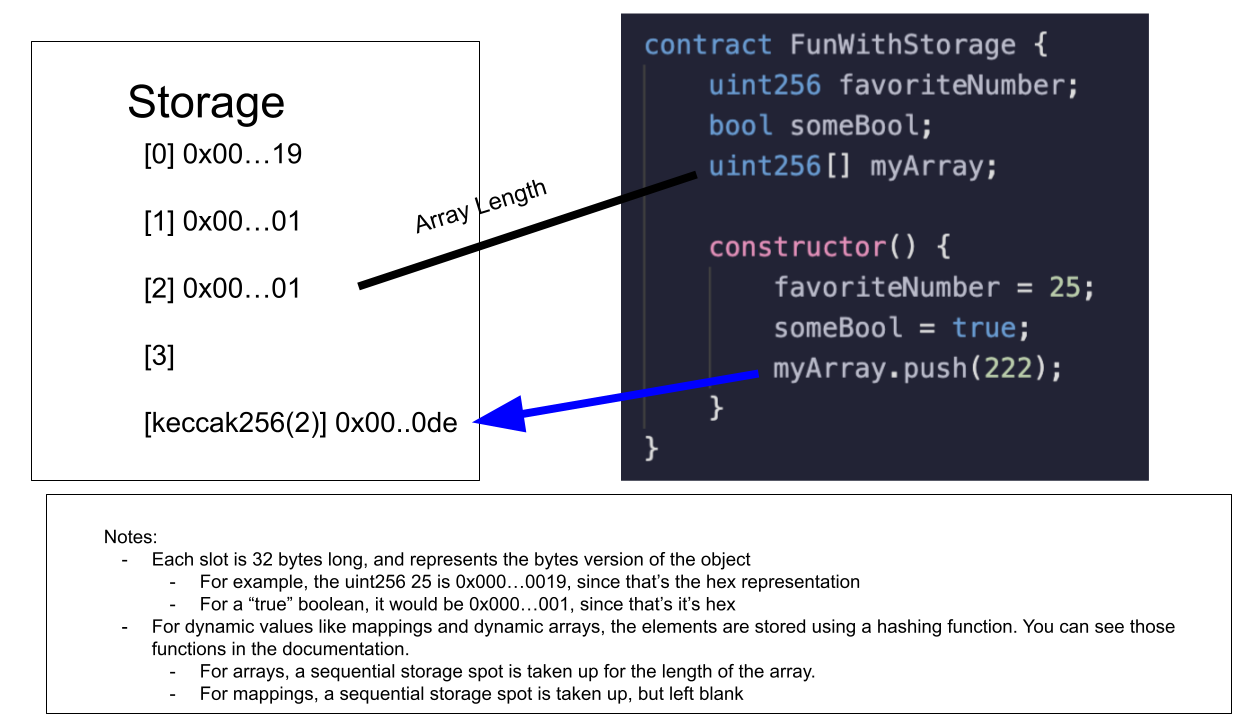 Storage
[0] 0x00…19
[1] 0x00…01
[2] 0x00…01
[3]
[keccak256(2)] 0x00..0de
Array Length
contract FunWithStorage {
uint256 favoriteNumber;
bool someBool;
uint256[] myArray;
constructor() {
favoriteNumber = 25;
someBool = true;
myArray.push(222);
}
}
Notes:
- Each slot is 32 bytes long, and represents the bytes version of the object
- For example, the uint256 25 is 0x000…0019, since that’s the hex representation
- For a “true” boolean, it would be 0x000…001, since that’s it’s hex
- For dynamic values like mappings and dynamic arrays, the elements are stored using a hashing function. You can see those
functions in the documentation.
- For arrays, a sequential storage spot is taken up for the length of the array.
- For mappings, a sequential storage spot is taken up, but left blank